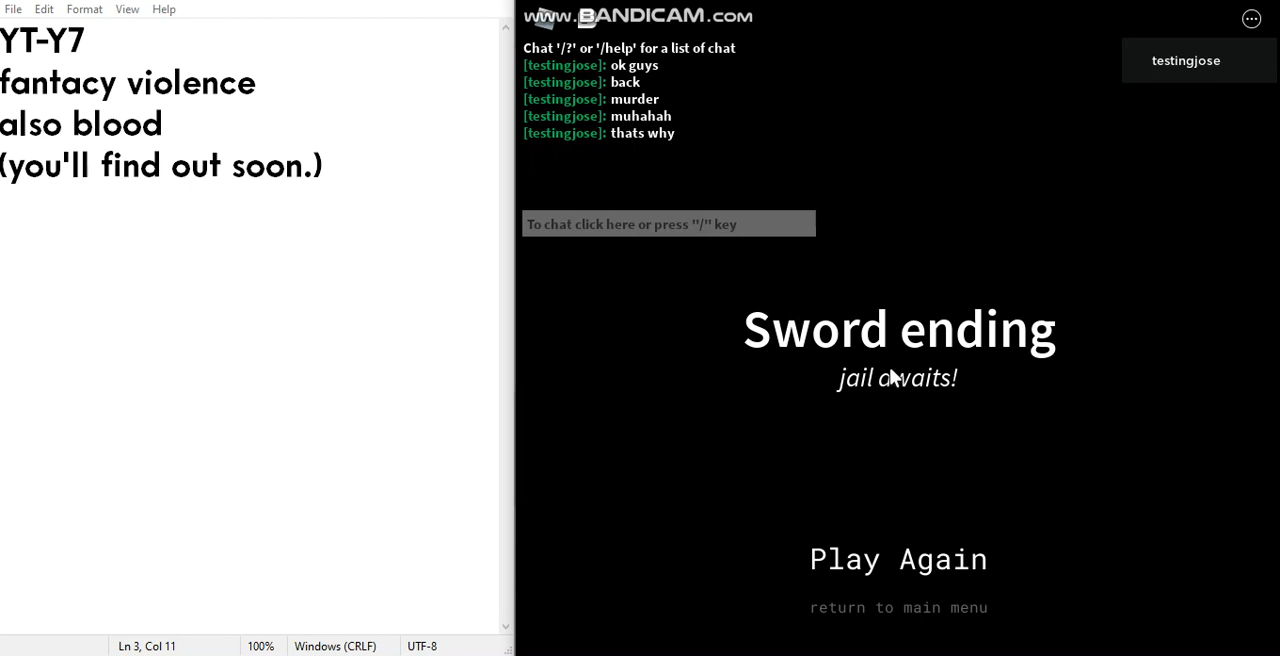 File Edit Format View Help
YT-Y7
fantacy violence
also blood
(you'll find out soon.)
Ln 3, Col 11 100% Windows (CRLF) UTF-8
www.BANDICAM.COM
Chat '/?' or '/help' for a list of chat
[testingjose]: ok guys
[testingjose]: back
[testingjose]: murder
[testingjose]: muhahah
[testingjose]: thats why
To chat click here or press "/" key
testingjose
Sword ending
jail awaits!
Play Again
return to main menu